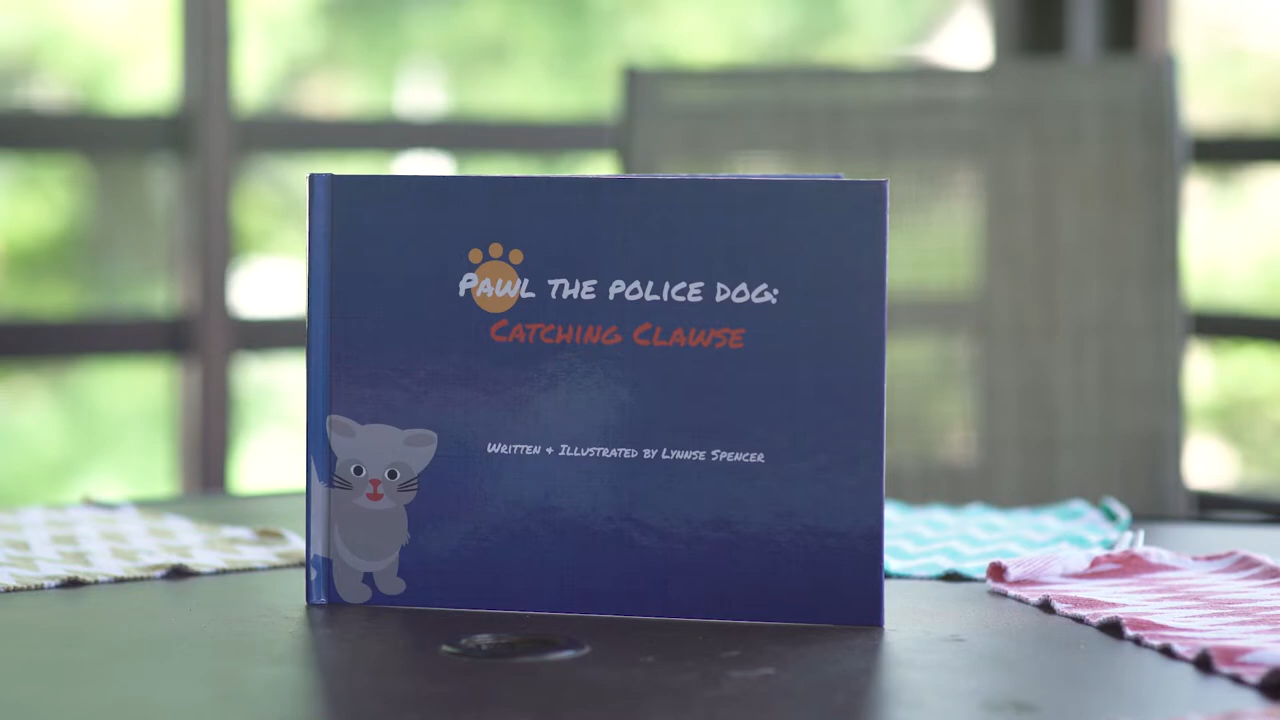 Pawl the police dog:
Catching Clawse
Written & Illustrated by Lynnse Spencer